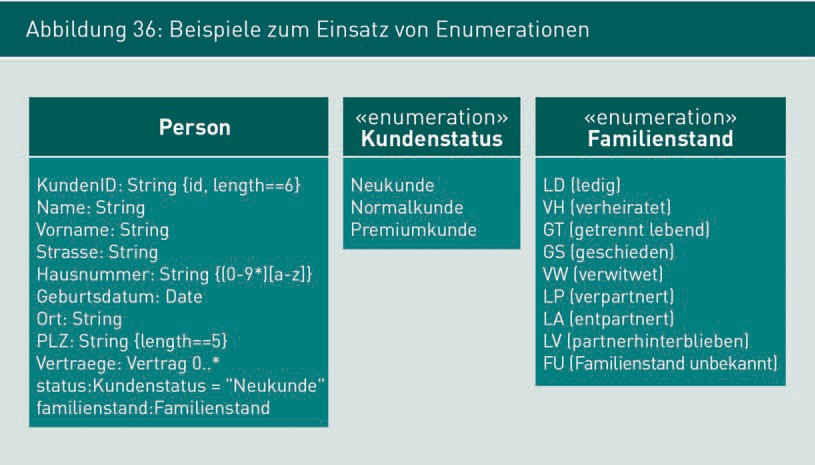 Abbildung 36: Beispiele zum Einsatz von Enumerationen
Person
KundenID: String {id, length==6}
Name: String
Vorname: String
Strasse: String
Hausnummer: String {(0-9*)[a-z]}
Geburtsdatum: Date
Ort: String
PLZ: String {length==5}
Vertraege: Vertrag 0..*
status:Kundenstatus = "Neukunde"
familienstand:Familienstand
«enumeration»
Kundenstatus
Neukunde
Normalkunde
Premiumkunde
«enumeration»
Familienstand
LD (ledig)
VH (verheiratet)
GT (getrennt lebend)
GS (geschieden)
VW (verwitwet)
LP (verpartnert)
LA (entpartnert)
LV (partnerhinterblieben)
FU (Familienstand unbekannt)